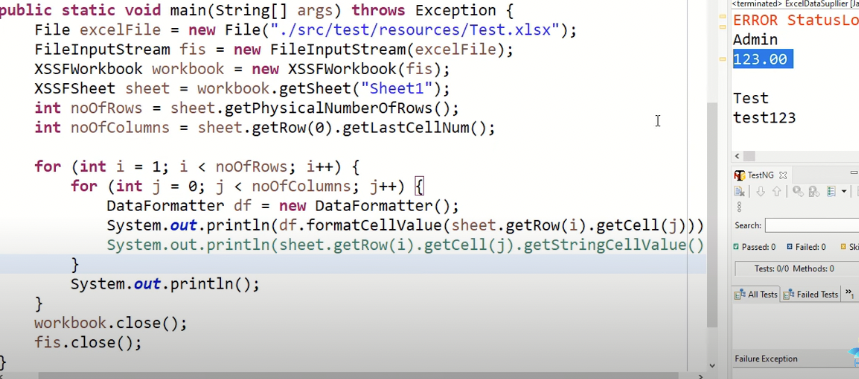 public static void main(String[] args) throws Exception {
File excelFile = new File("./src/test/resources/Test.xlsx");
FileInputStream fis = new FileInputStream(excelFile);
XSSFWorkbook workbook = new XSSFWorkbook(fis);
XSSFSheet sheet = workbook.getSheet("Sheet1");
int noOfRows = sheet.getPhysicalNumberOfRows();
int noOfColumns = sheet.getRow(0).getLastCellNum();
for (int i = 1; i < noOfRows; i++) {
for (int j = 0; j < noOfColumns; j++) {
DataFormatter df = new DataFormatter();
System.out.println(df.formatCellValue(sheet.getRow(i).getCell(j)))
System.out.println(sheet.getRow(i).getCell(j).getStringCellValue()
}
System.out.println();
}
workbook.close();
fis.close();
}
<terminated> ExcelDataSupllier [Ja
ERROR StatusLo
Admin
123.00
Test
test123
TestNG
Search:
Passed: 0 Failed: 0 Ski
Tests: 0/0 Methods: 0
All Tests Failed Tests
Failure Exception